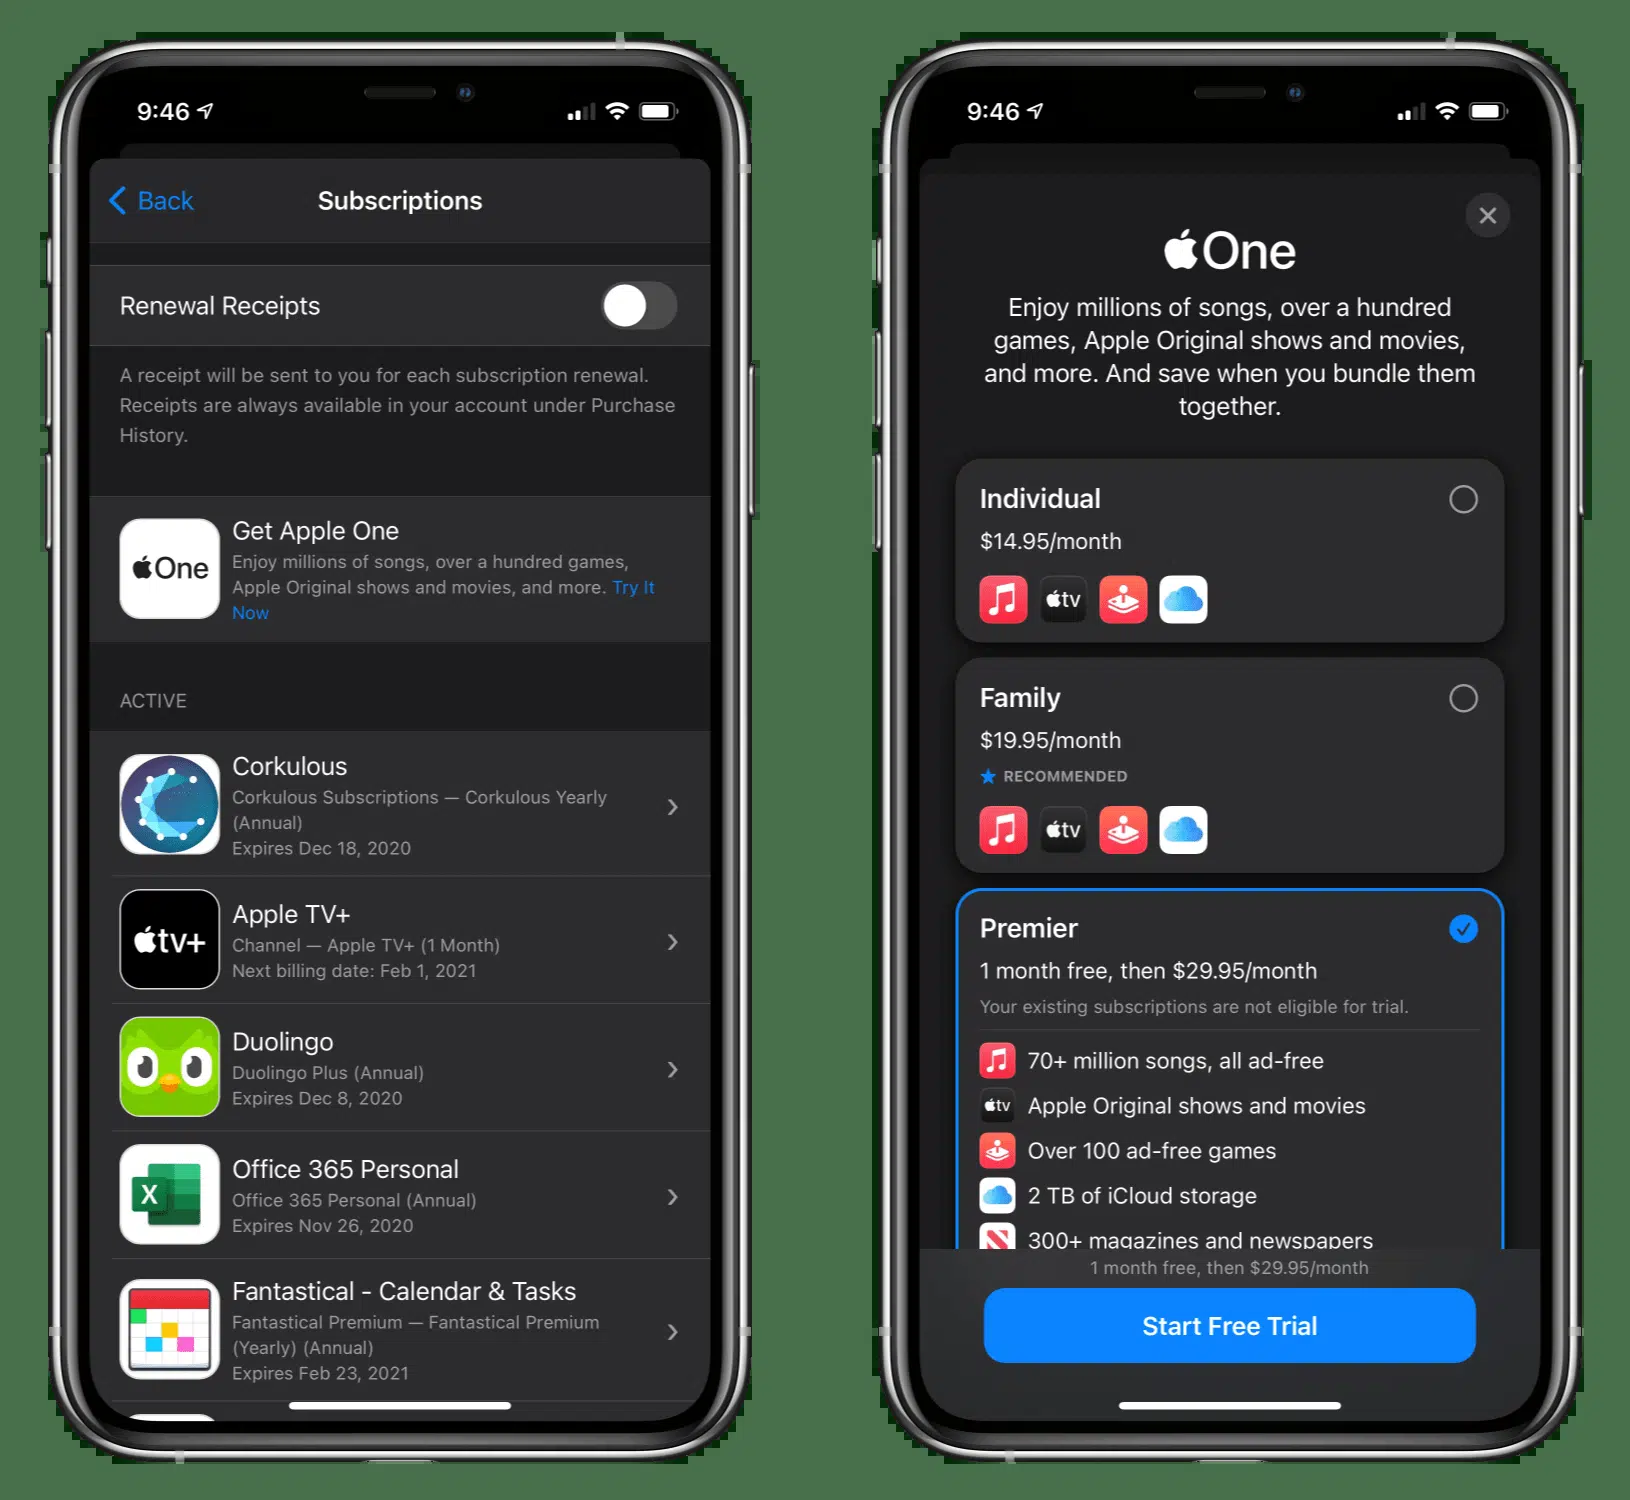 9:46
Back
Subscriptions
Renewal Receipts
A receipt will be sent to you for each subscription renewal.
Receipts are always available in your account under Purchase
History.
One
Get Apple One
Enjoy millions of songs, over a hundred games,
Apple Original shows and movies, and more. Try It
Now
ACTIVE
Corkulous
Corkulous Subscriptions — Corkulous Yearly
(Annual)
Expires Dec 18, 2020
tv+
Apple TV+
Channel — Apple TV+ (1 Month)
Next billing date: Feb 1, 2021
Duolingo
Duolingo Plus (Annual)
Expires Dec 8, 2020
X
Office 365 Personal
Office 365 Personal (Annual)
Expires Nov 26, 2020
Fantastical - Calendar & Tasks
Fantastical Premium — Fantastical Premium
(Yearly) (Annual)
Expires Feb 23, 2021
9:46
One
Enjoy millions of songs, over a hundred
games, Apple Original shows and movies,
and more. And save when you bundle them
together.
Individual
$14.95/month
tv
Family
$19.95/month
RECOMMENDED
tv
Premier
1 month free, then $29.95/month
Your existing subscriptions are not eligible for trial.
70+ million songs, all ad-free
tv
Apple Original shows and movies
Over 100 ad-free games
2 TB of iCloud storage
300+ magazines and newspapers
1 month free, then $29.95/month
Start Free Trial